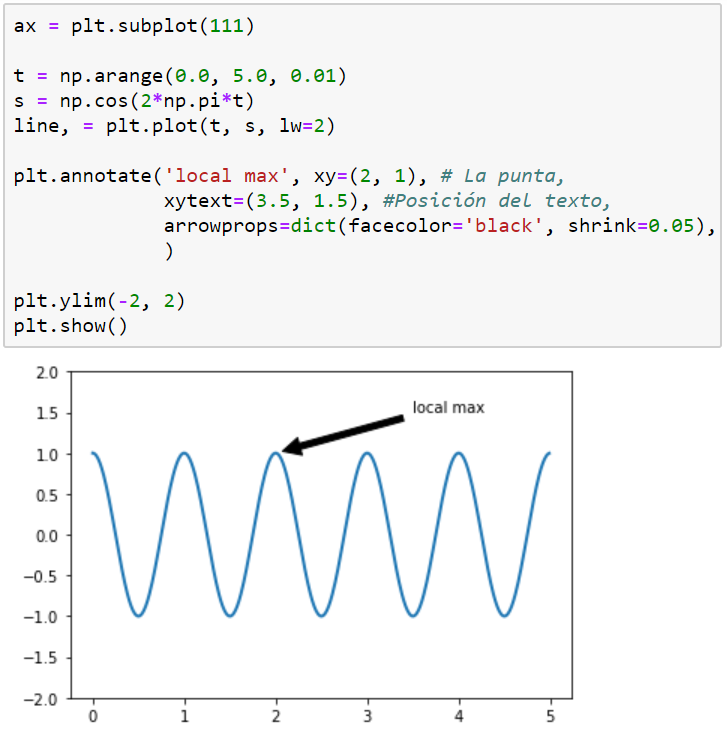 ax = plt.subplot(111)
t = np.arange(0.0, 5.0, 0.01)
s = np.cos(2*np.pi*t)
line, = plt.plot(t, s, lw=2)
plt.annotate('local max', xy=(2, 1), # La punta,
xytext=(3.5, 1.5), #Posición del texto,
arrowprops=dict(facecolor='black', shrink=0.05),
)
plt.ylim(-2, 2)
plt.show()
2.0
local max
1.5
1.0
0.5
0.0
−0.5
−1.0
−1.5
−2.0
0 1 2 3 4 5